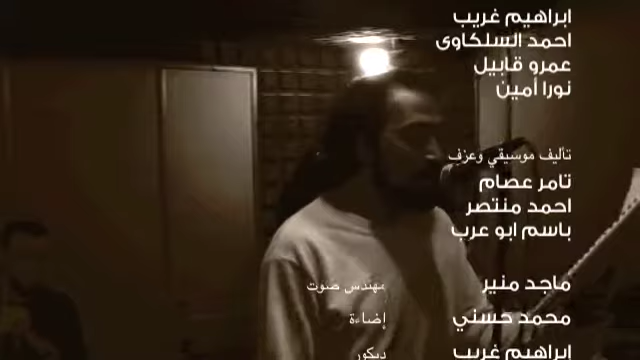 ابراهيم غريب
احمد السلكاوى
عمرو قابيل
نورا أمين
تأليف موسيقي وعزف
تامر عصام
احمد منتصر
باسم ابو عرب
ماجد منير مهندس صوت
محمد حسني إضاءة
ابراهيم غريب ديكور